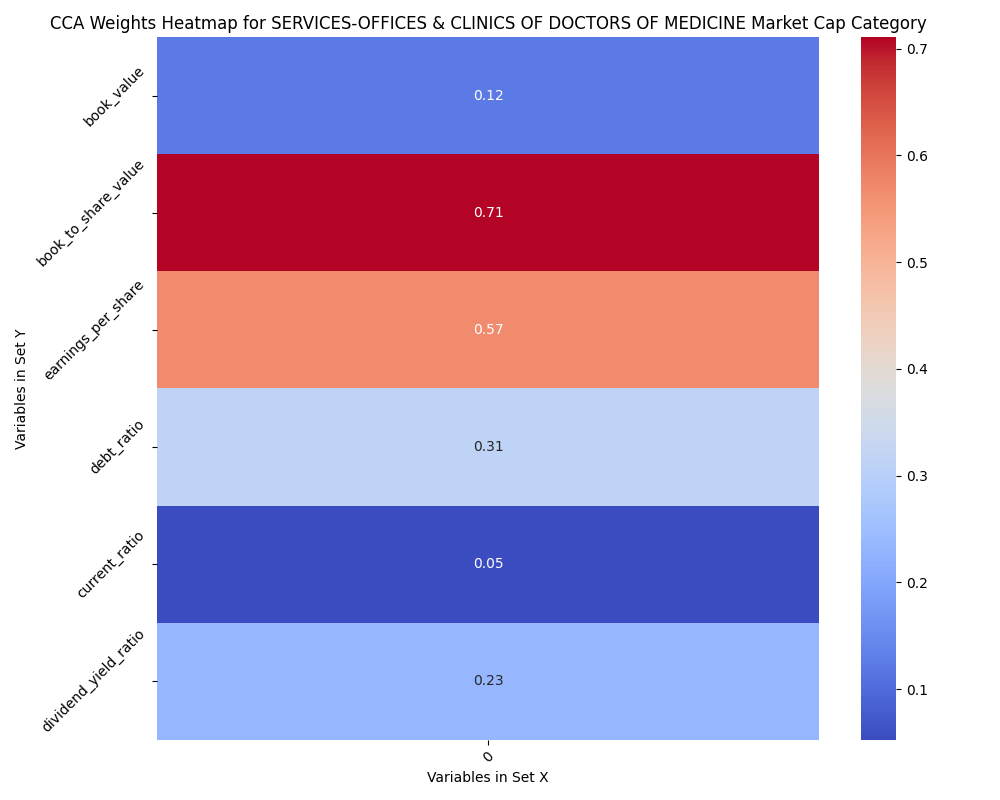 CCA Weights Heatmap for SERVICES-OFFICES & CLINICS OF DOCTORS OF MEDICINE Market Cap Category
Variables in Set Y
book_value
0.12
book_to_share_value
0.71
earnings_per_share
0.57
debt_ratio
0.31
current_ratio
0.05
dividend_yield_ratio
0.23
0
Variables in Set X
0.7
0.6
0.5
0.4
0.3
0.2
0.1